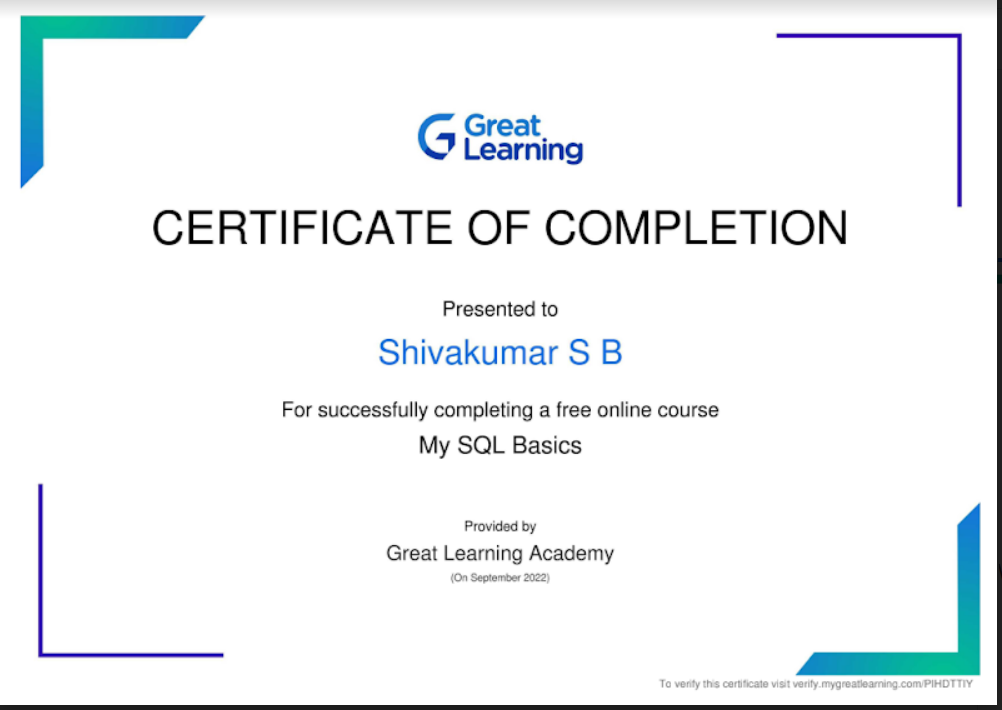 Great
Learning
CERTIFICATE OF COMPLETION
Presented to
Shivakumar S B
For successfully completing a free online course
My SQL Basics
Provided by
Great Learning Academy
(On September 2022)
To verify this certificate visit verify.mygreatlearning.com/PIHDTTIY